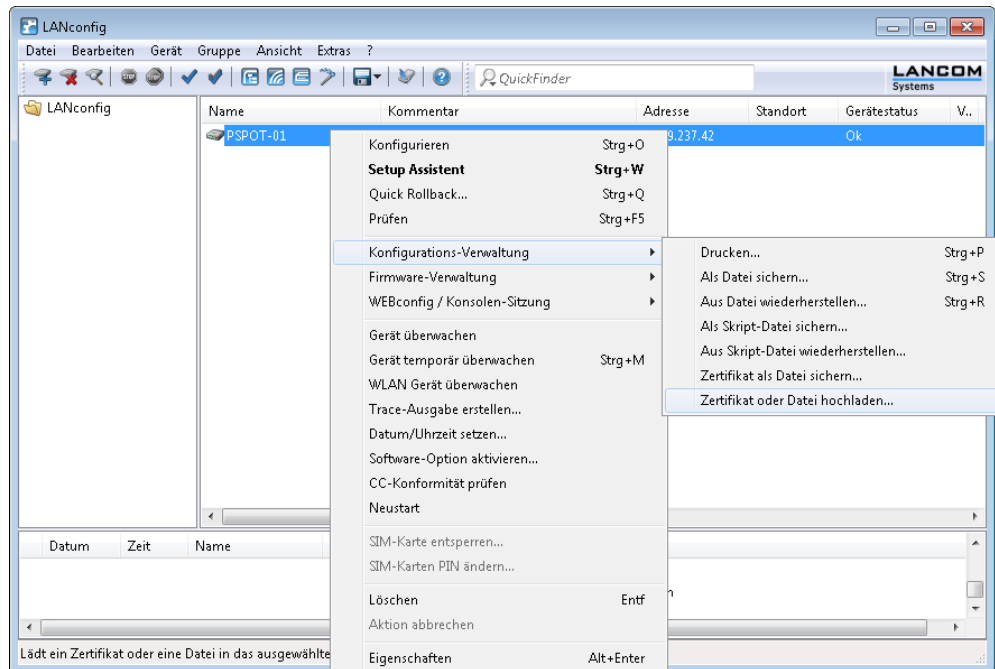 LANconfig
Datei Bearbeiten Gerät Gruppe Ansicht Extras ?
QuickFinder
LANCOM
Systems
LANconfig
Name Kommentar Adresse Standort Gerätestatus V..
PSPOT-01 9.237.42 Ok
Konfigurieren Strg+O
Setup Assistent Strg+W
Quick Rollback... Strg+Q
Prüfen Strg+F5
Konfigurations-Verwaltung
Firmware-Verwaltung
WEBconfig / Konsolen-Sitzung
Gerät überwachen
Gerät temporär überwachen Strg+M
WLAN Gerät überwachen
Trace-Ausgabe erstellen...
Datum/Uhrzeit setzen...
Software-Option aktivieren...
CC-Konformität prüfen
Neustart
SIM-Karte entsperren...
SIM-Karten PIN ändern...
Löschen Entf
Aktion abbrechen
Eigenschaften Alt+Enter
Drucken... Strg+P
Als Datei sichern... Strg+S
Aus Datei wiederherstellen... Strg+R
Als Skript-Datei sichern...
Aus Skript-Datei wiederherstellen...
Zertifikat als Datei sichern...
Zertifikat oder Datei hochladen...
Datum Zeit Name
Lädt ein Zertifikat oder eine Datei in das ausgewählte